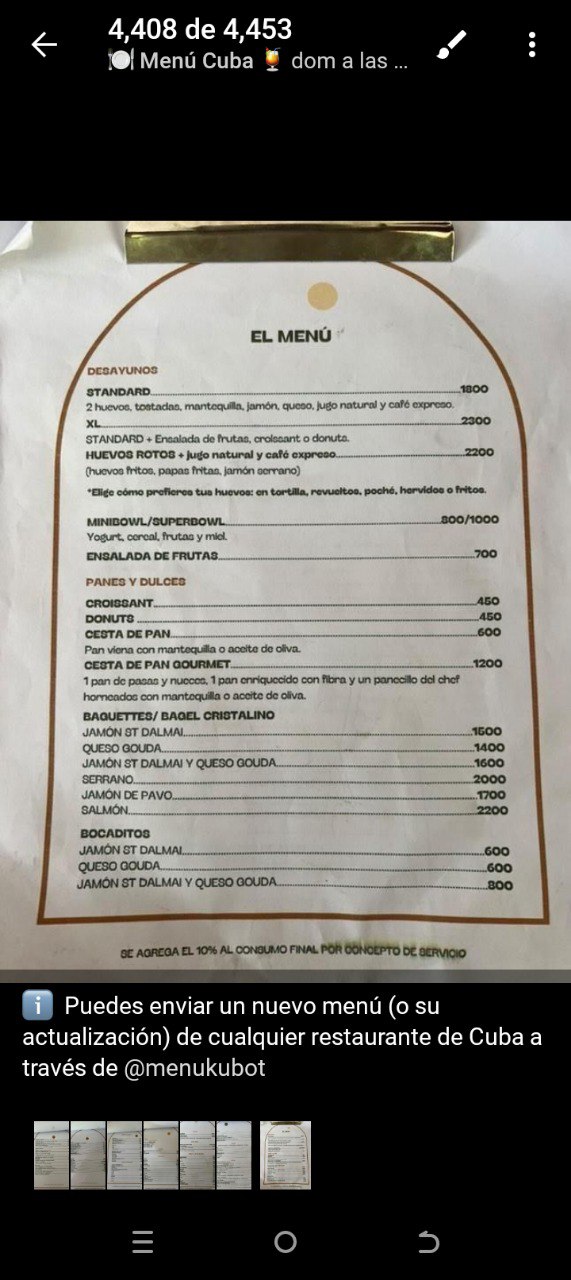 4,408 de 4,453
🍽️ Menú Cuba 🍹 dom a las ...
EL MENÚ
DESAYUNOS
STANDARD 1800
2 huevos, tostadas, mantequilla, jamón, queso, jugo natural y café expreso.
XL 2300
STANDARD + Ensalada de frutas, croissant o donuts.
HUEVOS ROTOS + jugo natural y café expreso 2200
(huevos fritos, papas fritas, jamón serrano)
*Elige cómo prefieres tus huevos: en tortilla, revueltos, poché, hervidos o fritos.
MINIBOWL/SUPERBOWL 800/1000
Yogurt, cereal, frutas y miel.
ENSALADA DE FRUTAS 700
PANES Y DULCES
CROISSANT 450
DONUTS 450
CESTA DE PAN 600
Pan viena con mantequilla o aceite de oliva.
CESTA DE PAN GOURMET 1200
1 pan de pasas y nueces, 1 pan enriquecido con fibra y un panecillo del chef
horneados con mantequilla o aceite de oliva.
BAGUETTES/ BAGEL CRISTALINO
JAMÓN ST DALMAI 1500
QUESO GOUDA 1400
JAMÓN ST DALMAI Y QUESO GOUDA 1600
SERRANO 2000
JAMÓN DE PAVO 1700
SALMÓN 2200
BOCADITOS
JAMÓN ST DALMAI 600
QUESO GOUDA 600
JAMÓN ST DALMAI Y QUESO GOUDA 800
SE AGREGA EL 10% AL CONSUMO FINAL POR CONCEPTO DE SERVICIO
ℹ️ Puedes enviar un nuevo menú (o su
actualización) de cualquier restaurante de Cuba a
través de @menukubot